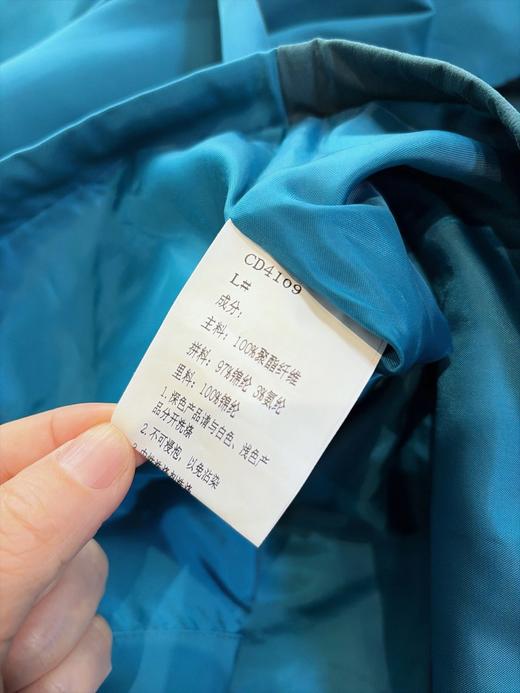 CD4109
L#
成分:
主料: 100%聚酯纤维
拼料: 97%锦纶 3%氨纶
里料: 100%锦纶
1.深色产品请与白色、浅色产
品分开洗涤
2.不可浸泡, 以免沾染